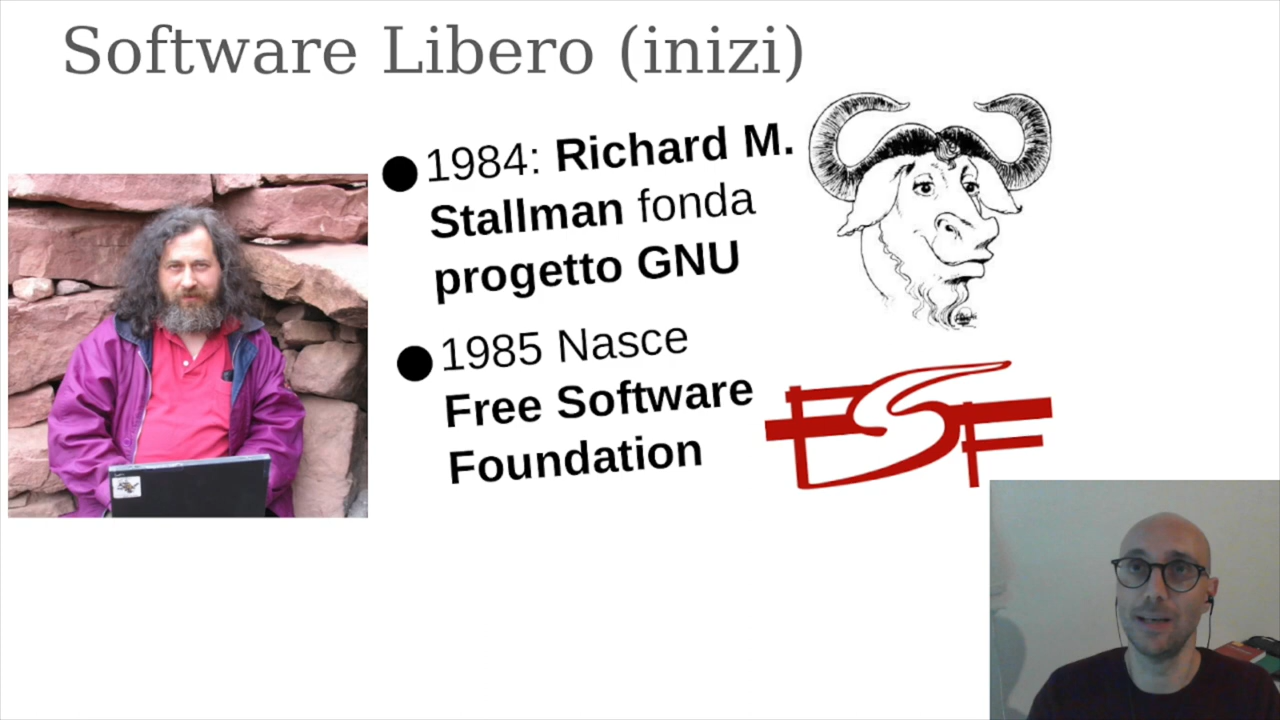 Software Libero (inizi)
1984: Richard M.
Stallman fonda
progetto GNU
1985 Nasce
Free Software
Foundation
FSF